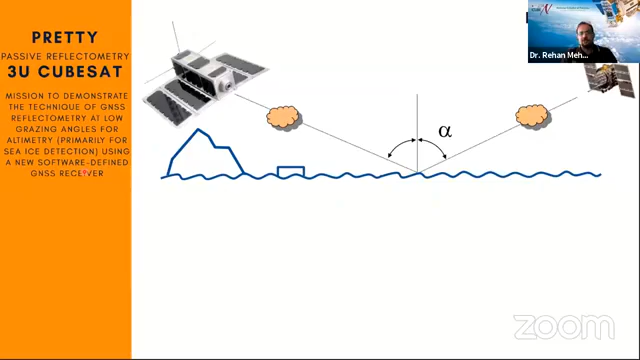 PRETTY
PASSIVE REFLECTOMETRY
3U CUBESAT
MISSION TO DEMONSTRATE
THE TECHNIQUE OF GNSS
REFLECTOMETRY AT LOW
GRAZING ANGLES FOR
ALTIMETRY (PRIMARILY FOR
SEA ICE DETECTION) USING
A NEW SOFTWARE-DEFINED
GNSS RECEIVER
α
Dr. Rehan Meh...
zoom